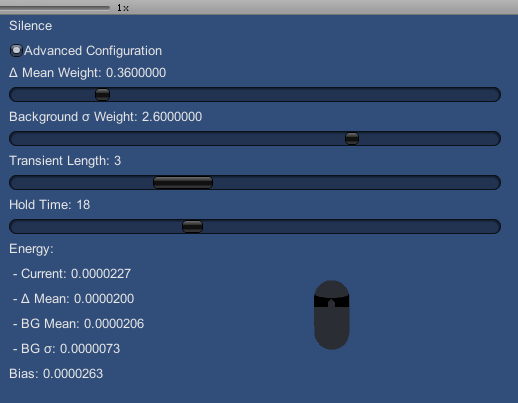 1x
Silence
Advanced Configuration
Δ Mean Weight: 0.3600000
Background σ Weight: 2.6000000
Transient Length: 3
Hold Time: 18
Energy:
- Current: 0.0000227
- Δ Mean: 0.0000200
- BG Mean: 0.0000206
- BG σ: 0.0000073
Bias: 0.0000263